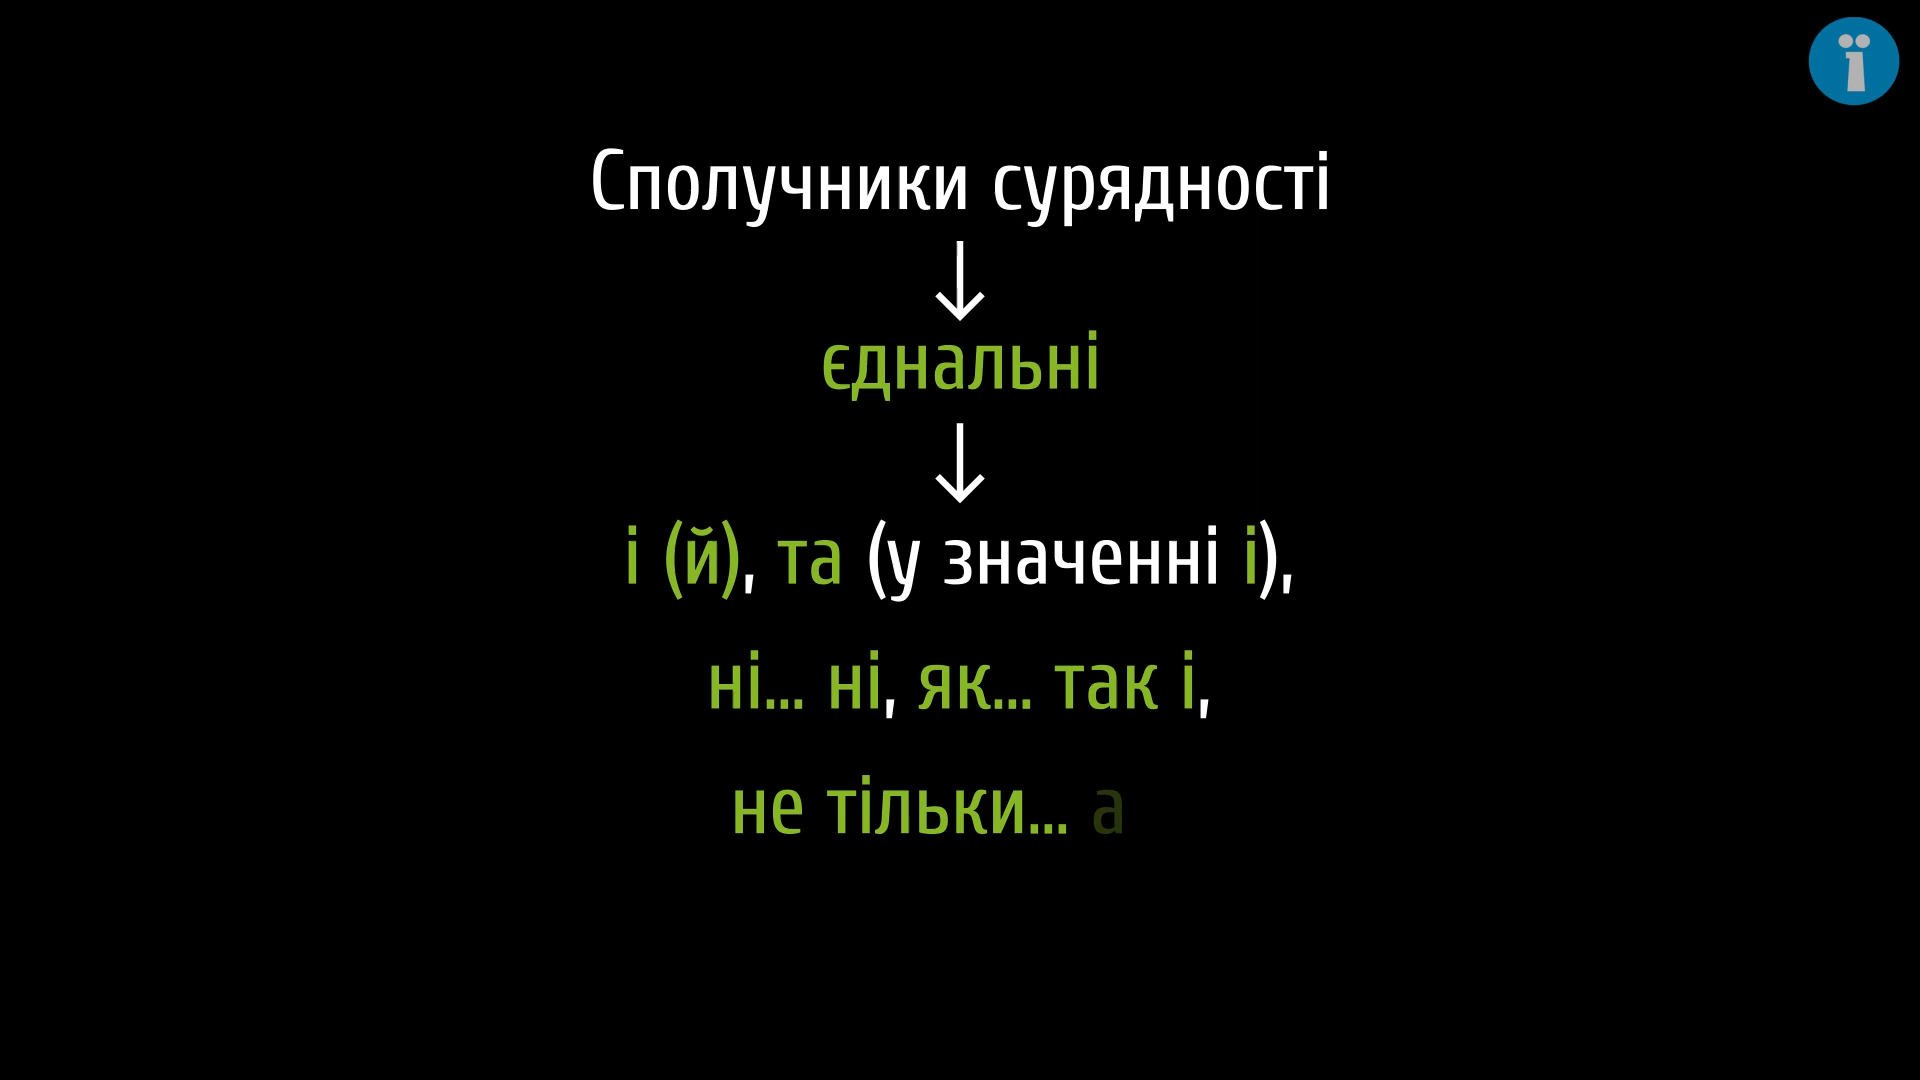 ї
Сполучники сурядності
єднальні
і (й), та (у значенні і),
ні... ні, як... так і,
не тільки... а